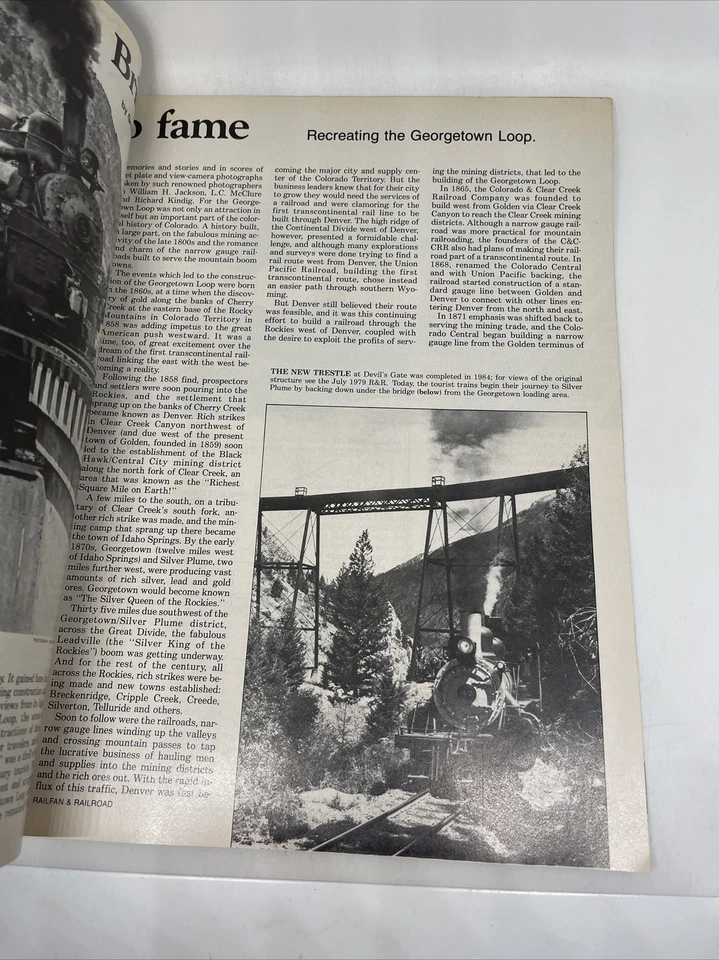 Br
by
o fame
Recreating the Georgetown Loop.
emories and stories and in scores of
et plate and view-camera photographs
ken by such renowned photographers
William H. Jackson, L.C. McClure
nd Richard Kindig. For the George-
own Loop was not only an attraction in
self but an important part of the color-
l history of Colorado. A history built,
large part, on the fabulous mining ac-
ivity of the late 1800s and the romance
nd charm of the narrow gauge rail-
oads built to serve the mountain boom
owns.
The events which led to the construc-
ion of the Georgetown Loop were born
n the 1860s, at a time when the discov-
ry of gold along the banks of Cherry
reek at the eastern base of the Rocky
Mountains in Colorado Territory in
858 was adding impetus to the great
American push westward. It was a
ime, too, of great excitement over the
dream of the first transcontinental rail-
road linking the east with the west be-
coming a reality.
Following the 1858 find, prospectors
and settlers were soon pouring into the
Rockies, and the settlement that
sprang up on the banks of Cherry Creek
became known as Denver. Rich strikes
in Clear Creek Canyon northwest of
Denver (and due west of the present
town of Golden, founded in 1859) soon
led to the establishment of the Black
Hawk/Central City mining district
along the north fork of Clear Creek, an
area that was known as the "Richest
Square Mile on Earth!"
A few miles to the south, on a tribu-
tary of Clear Creek's south fork, an-
other rich strike was made, and the min-
ing camp that sprang up there became
the town of Idaho Springs. By the early
1870s, Georgetown (twelve miles west
of Idaho Springs) and Silver Plume, two
miles further west, were producing vast
amounts of rich silver, lead and gold
ores. Georgetown would become known
as "The Silver Queen of the Rockies."
Thirty five miles due southwest of the
Georgetown/Silver Plume district,
across the Great Divide, the fabulous
Leadville (the "Silver King of the
Rockies") boom was getting underway.
And for the rest of the century, all
across the Rockies, rich strikes were be-
ing made and new towns established:
Breckenridge, Cripple Creek, Creede,
Silverton, Telluride and others.
Soon to follow were the railroads, nar-
row gauge lines winding up the valleys
and crossing mountain passes to tap
the lucrative business of hauling men
and supplies into the mining districts
and the rich ores out. With the rapid in-
flux of this traffic, Denver was fast be-
coming the major city and supply cen-
ter of the Colorado Territory. But the
business leaders knew that for their city
to grow they would need the services of
a railroad and were clamoring for the
first transcontinental rail line to be
built through Denver. The high ridge of
the Continental Divide west of Denver,
however, presented a formidable chal-
lenge, and although many explorations
and surveys were done trying to find a
rail route west from Denver, the Union
Pacific Railroad, building the first
transcontinental route, chose instead
an easier path through southern Wyo-
ming.
But Denver still believed their route
was feasible, and it was this continuing
effort to build a railroad through the
Rockies west of Denver, coupled with
the desire to exploit the profits of serv-
ing the mining districts, that led to the
building of the Georgetown Loop.
In 1865, the Colorado & Clear Creek
Railroad Company was founded to
build west from Golden via Clear Creek
Canyon to reach the Clear Creek mining
districts. Although a narrow gauge rail-
road was more practical for mountain
railroading, the founders of the C&C-
CRR also had plans of making their rail-
road part of a transcontinental route. In
1868, renamed the Colorado Central
and with Union Pacific backing, the
railroad started construction of a stan-
dard gauge line between Golden and
Denver to connect with other lines en-
tering Denver from the north and east.
In 1871 emphasis was shifted back to
serving the mining trade, and the Colo-
rado Central began building a narrow
gauge line from the Golden terminus of
THE NEW TRESTLE at Devil's Gate was completed in 1984; for views of the original
structure see the July 1979 R&R. Today, the tourist trains begin their journey to Silver
Plume by backing down under the bridge (below) from the Georgetown loading area.
RAILFAN & RAILROAD